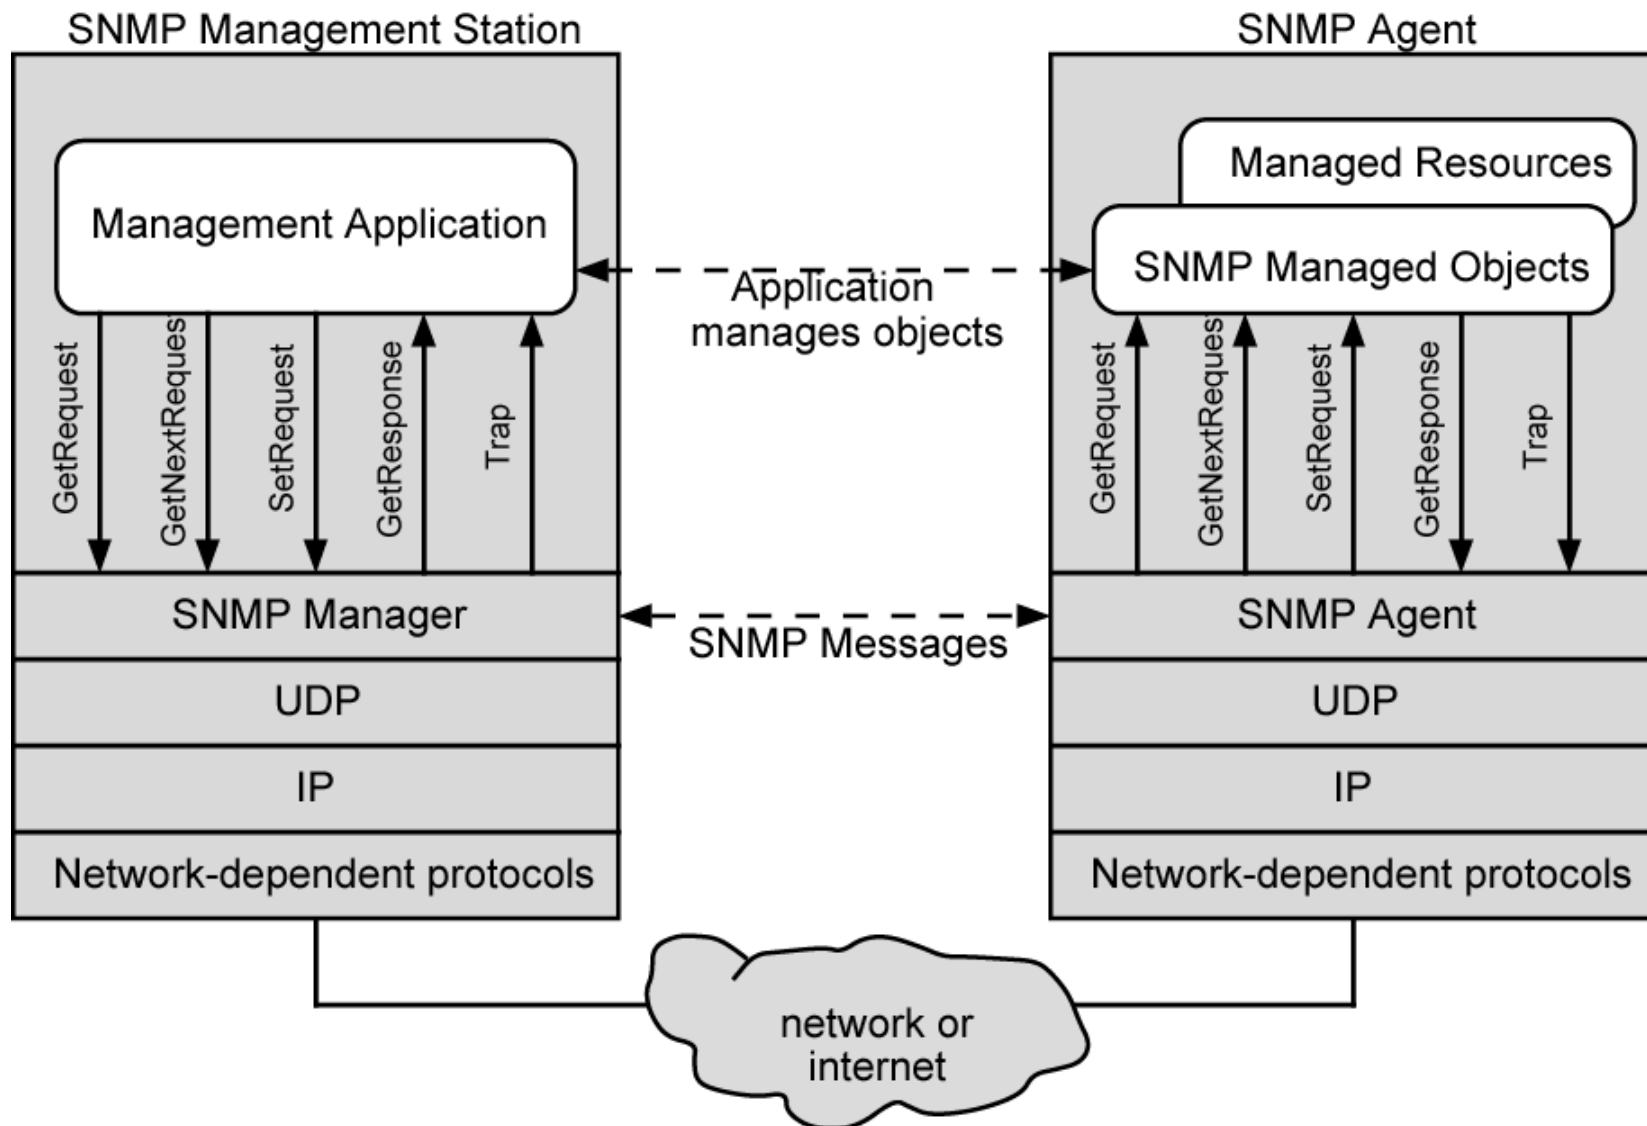 SNMP Management Station
SNMP Agent
Management Application
Managed Resources
SNMP Managed Objects
Application
manages objects
GetRequest
GetNextRequest
SetRequest
GetResponse
Trap
GetRequest
GetNextRequest
SetRequest
GetResponse
Trap
SNMP Manager
SNMP Messages
SNMP Agent
UDP
UDP
IP
IP
Network-dependent protocols
Network-dependent protocols
network or
internet